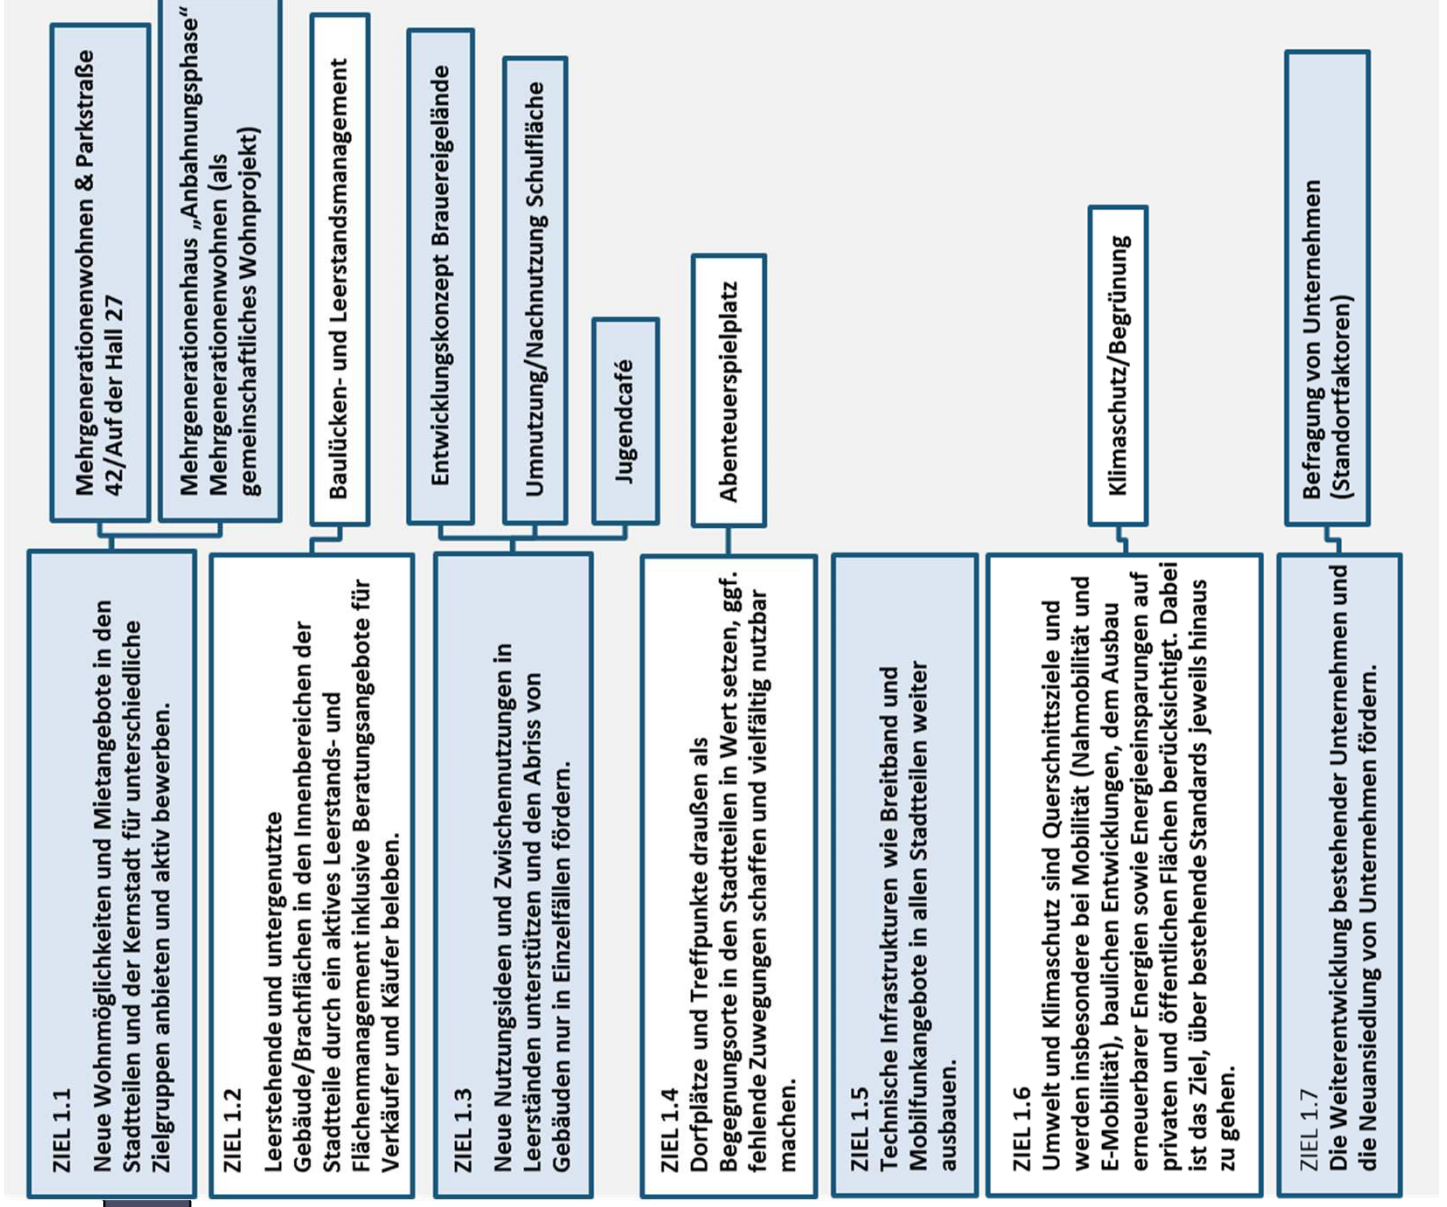 ZIEL 1.1
Neue Wohnmöglichkeiten und Mietangebote in den
Stadtteilen und der Kernstadt für unterschiedliche
Zielgruppen anbieten und aktiv bewerben.
Mehrgenerationenwohnen & Parkstraße
42/Auf der Hall 27
Mehrgenerationenhaus „Anbahnungsphase“
Mehrgenerationenwohnen (als
gemeinschaftliches Wohnprojekt)
ZIEL 1.2
Leerstehende und untergenutzte
Gebäude/Brachflächen in den Innenbereichen der
Stadtteile durch ein aktives Leerstands- und
Flächenmanagement inklusive Beratungsangebote für
Verkäufer und Käufer beleben.
Baulücken- und Leerstandsmanagement
ZIEL 1.3
Neue Nutzungsideen und Zwischennutzungen in
Leerständen unterstützen und den Abriss von
Gebäuden nur in Einzelfällen fördern.
Entwicklungskonzept Brauereigelände
Umnutzung/Nachnutzung Schulfläche
Jugendcafé
ZIEL 1.4
Dorfplätze und Treffpunkte draußen als
Begegnungsorte in den Stadtteilen in Wert setzen, ggf.
fehlende Zuwegungen schaffen und vielfältig nutzbar
machen.
Abenteuerspielplatz
ZIEL 1.5
Technische Infrastrukturen wie Breitband und
Mobilfunkangebote in allen Stadtteilen weiter
ausbauen.
ZIEL 1.6
Umwelt und Klimaschutz sind Querschnittsziele und
werden insbesondere bei Mobilität (Nahmobilität und
E-Mobilität), baulichen Entwicklungen, dem Ausbau
erneuerbarer Energien sowie Energieeinsparungen auf
privaten und öffentlichen Flächen berücksichtigt. Dabei
ist das Ziel, über bestehende Standards jeweils hinaus
zu gehen.
Klimaschutz/Begrünung
ZIEL 1.7
Die Weiterentwicklung bestehender Unternehmen und
die Neuansiedlung von Unternehmen fördern.
Befragung von Unternehmen
(Standortfaktoren)